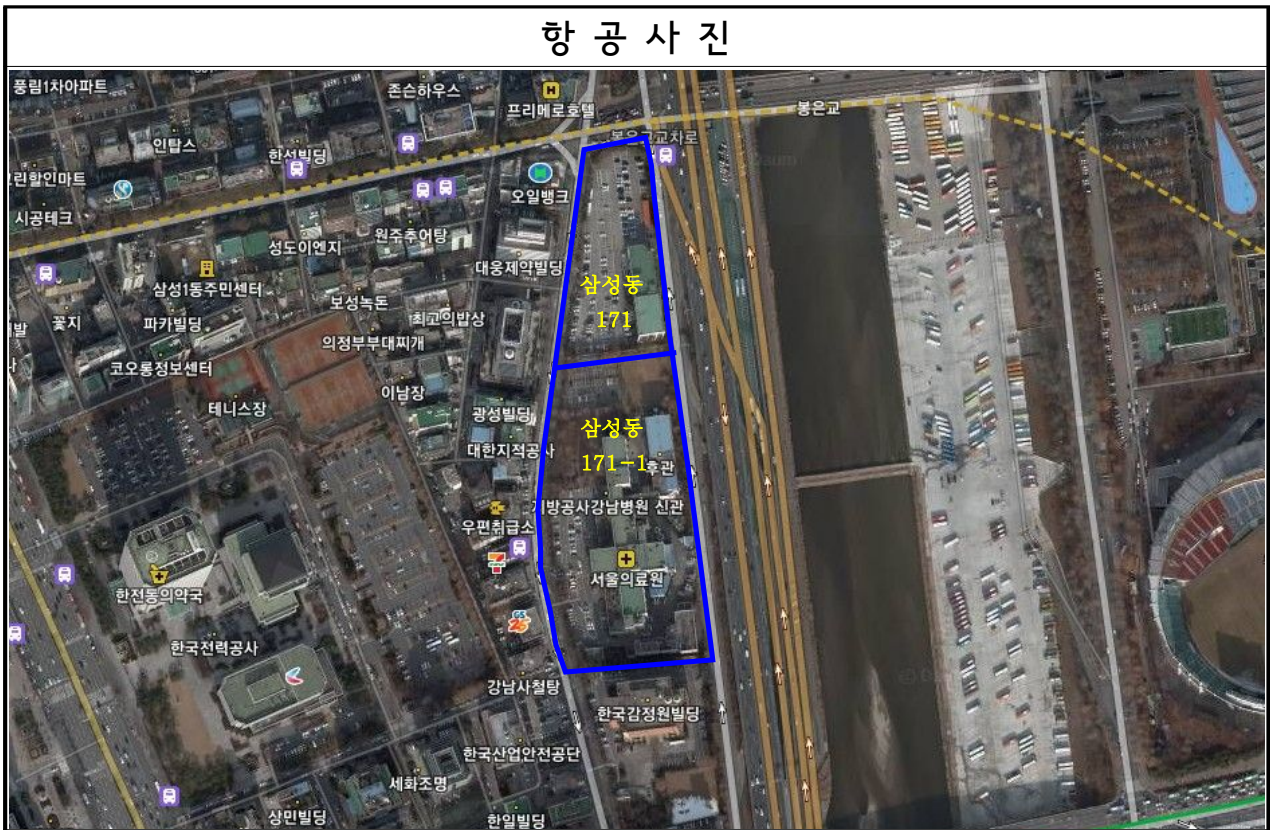 항 공 사 진
풍림1차아파트
존슨하우스
프리메로호텔
봉은교
봉은교교차로
인탑스
한성빌딩
그린할인마트
오일뱅크
시공테크
원주추어탕
성도이엔지
대웅제약빌딩
삼성1동주민센터
삼성동
171
보성녹돈
꽃지
파카빌딩
최고의밥상
의정부부대찌개
코오롱정보센터
이남장
테니스장
광성빌딩
삼성동
171-1
대한지적공사
후관
지방공사강남병원 신관
우편취급소
서울의료원
한전동의약국
GS
25
한국전력공사
강남사철탕
한국감정원빌딩
한국산업안전공단
세화조명
상민빌딩
한일빌딩